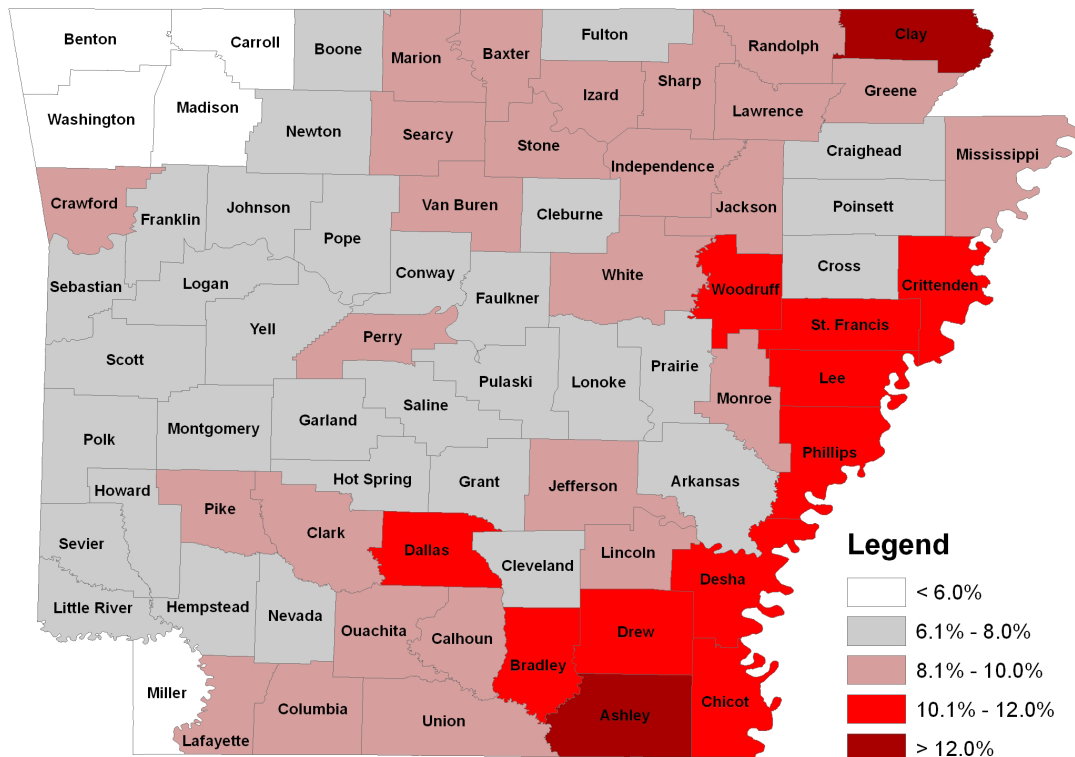 Benton
Carroll
Boone
Marion
Baxter
Fulton
Randolph
Clay
Washington
Madison
Newton
Searcy
Stone
Izard
Sharp
Lawrence
Greene
Independence
Craighead
Mississippi
Crawford
Franklin
Johnson
Pope
Van Buren
Cleburne
Jackson
Poinsett
Sebastian
Logan
Conway
Faulkner
White
Woodruff
Cross
Crittenden
Scott
Yell
Perry
Pulaski
Lonoke
Prairie
St. Francis
Lee
Monroe
Polk
Montgomery
Garland
Saline
Phillips
Howard
Hot Spring
Grant
Jefferson
Arkansas
Pike
Clark
Dallas
Cleveland
Lincoln
Desha
Sevier
Little River
Hempstead
Nevada
Ouachita
Calhoun
Bradley
Drew
Chicot
Miller
Lafayette
Columbia
Union
Ashley
Legend
< 6.0%
6.1% - 8.0%
8.1% - 10.0%
10.1% - 12.0%
> 12.0%